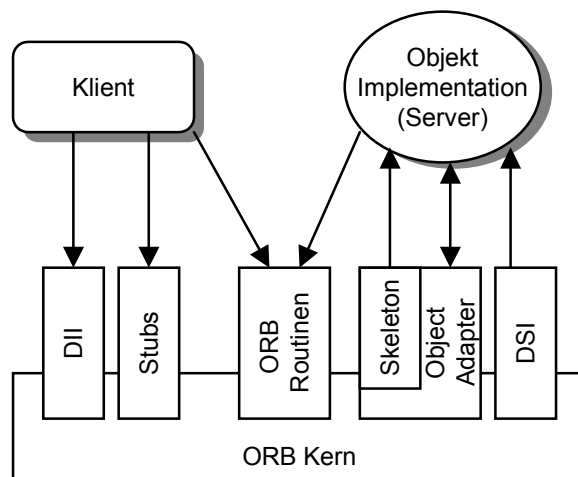 Klient
Objekt
Implementation
(Server)
DII
Stubs
ORB
Routinen
Skeleton
Object
Adapter
DSI
ORB Kern